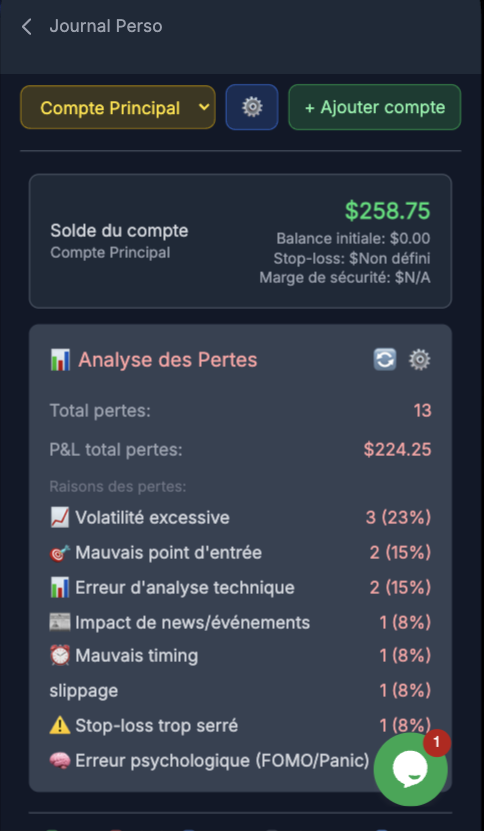 Journal Perso
Compte Principal
+ Ajouter compte
Solde du compte
Compte Principal
$258.75
Balance initiale: $0.00
Stop-loss: $Non défini
Marge de sécurité: $N/A
Analyse des Pertes
Total pertes: 13
P&L total pertes: $224.25
Raisons des pertes:
Volatilité excessive 3 (23%)
Mauvais point d'entrée 2 (15%)
Erreur d'analyse technique 2 (15%)
Impact de news/événements 1 (8%)
Mauvais timing 1 (8%)
slippage 1 (8%)
Stop-loss trop serré 1 (8%)
Erreur psychologique (FOMO/Panic)
1